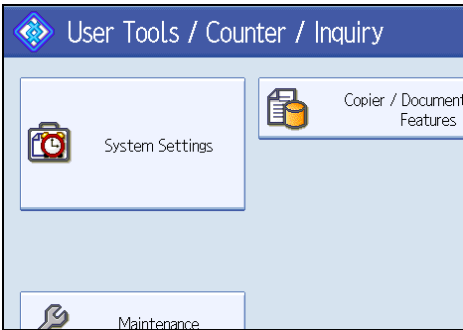 User Tools / Counter / Inquiry
System Settings
Copier / Document
Features
Maintenance